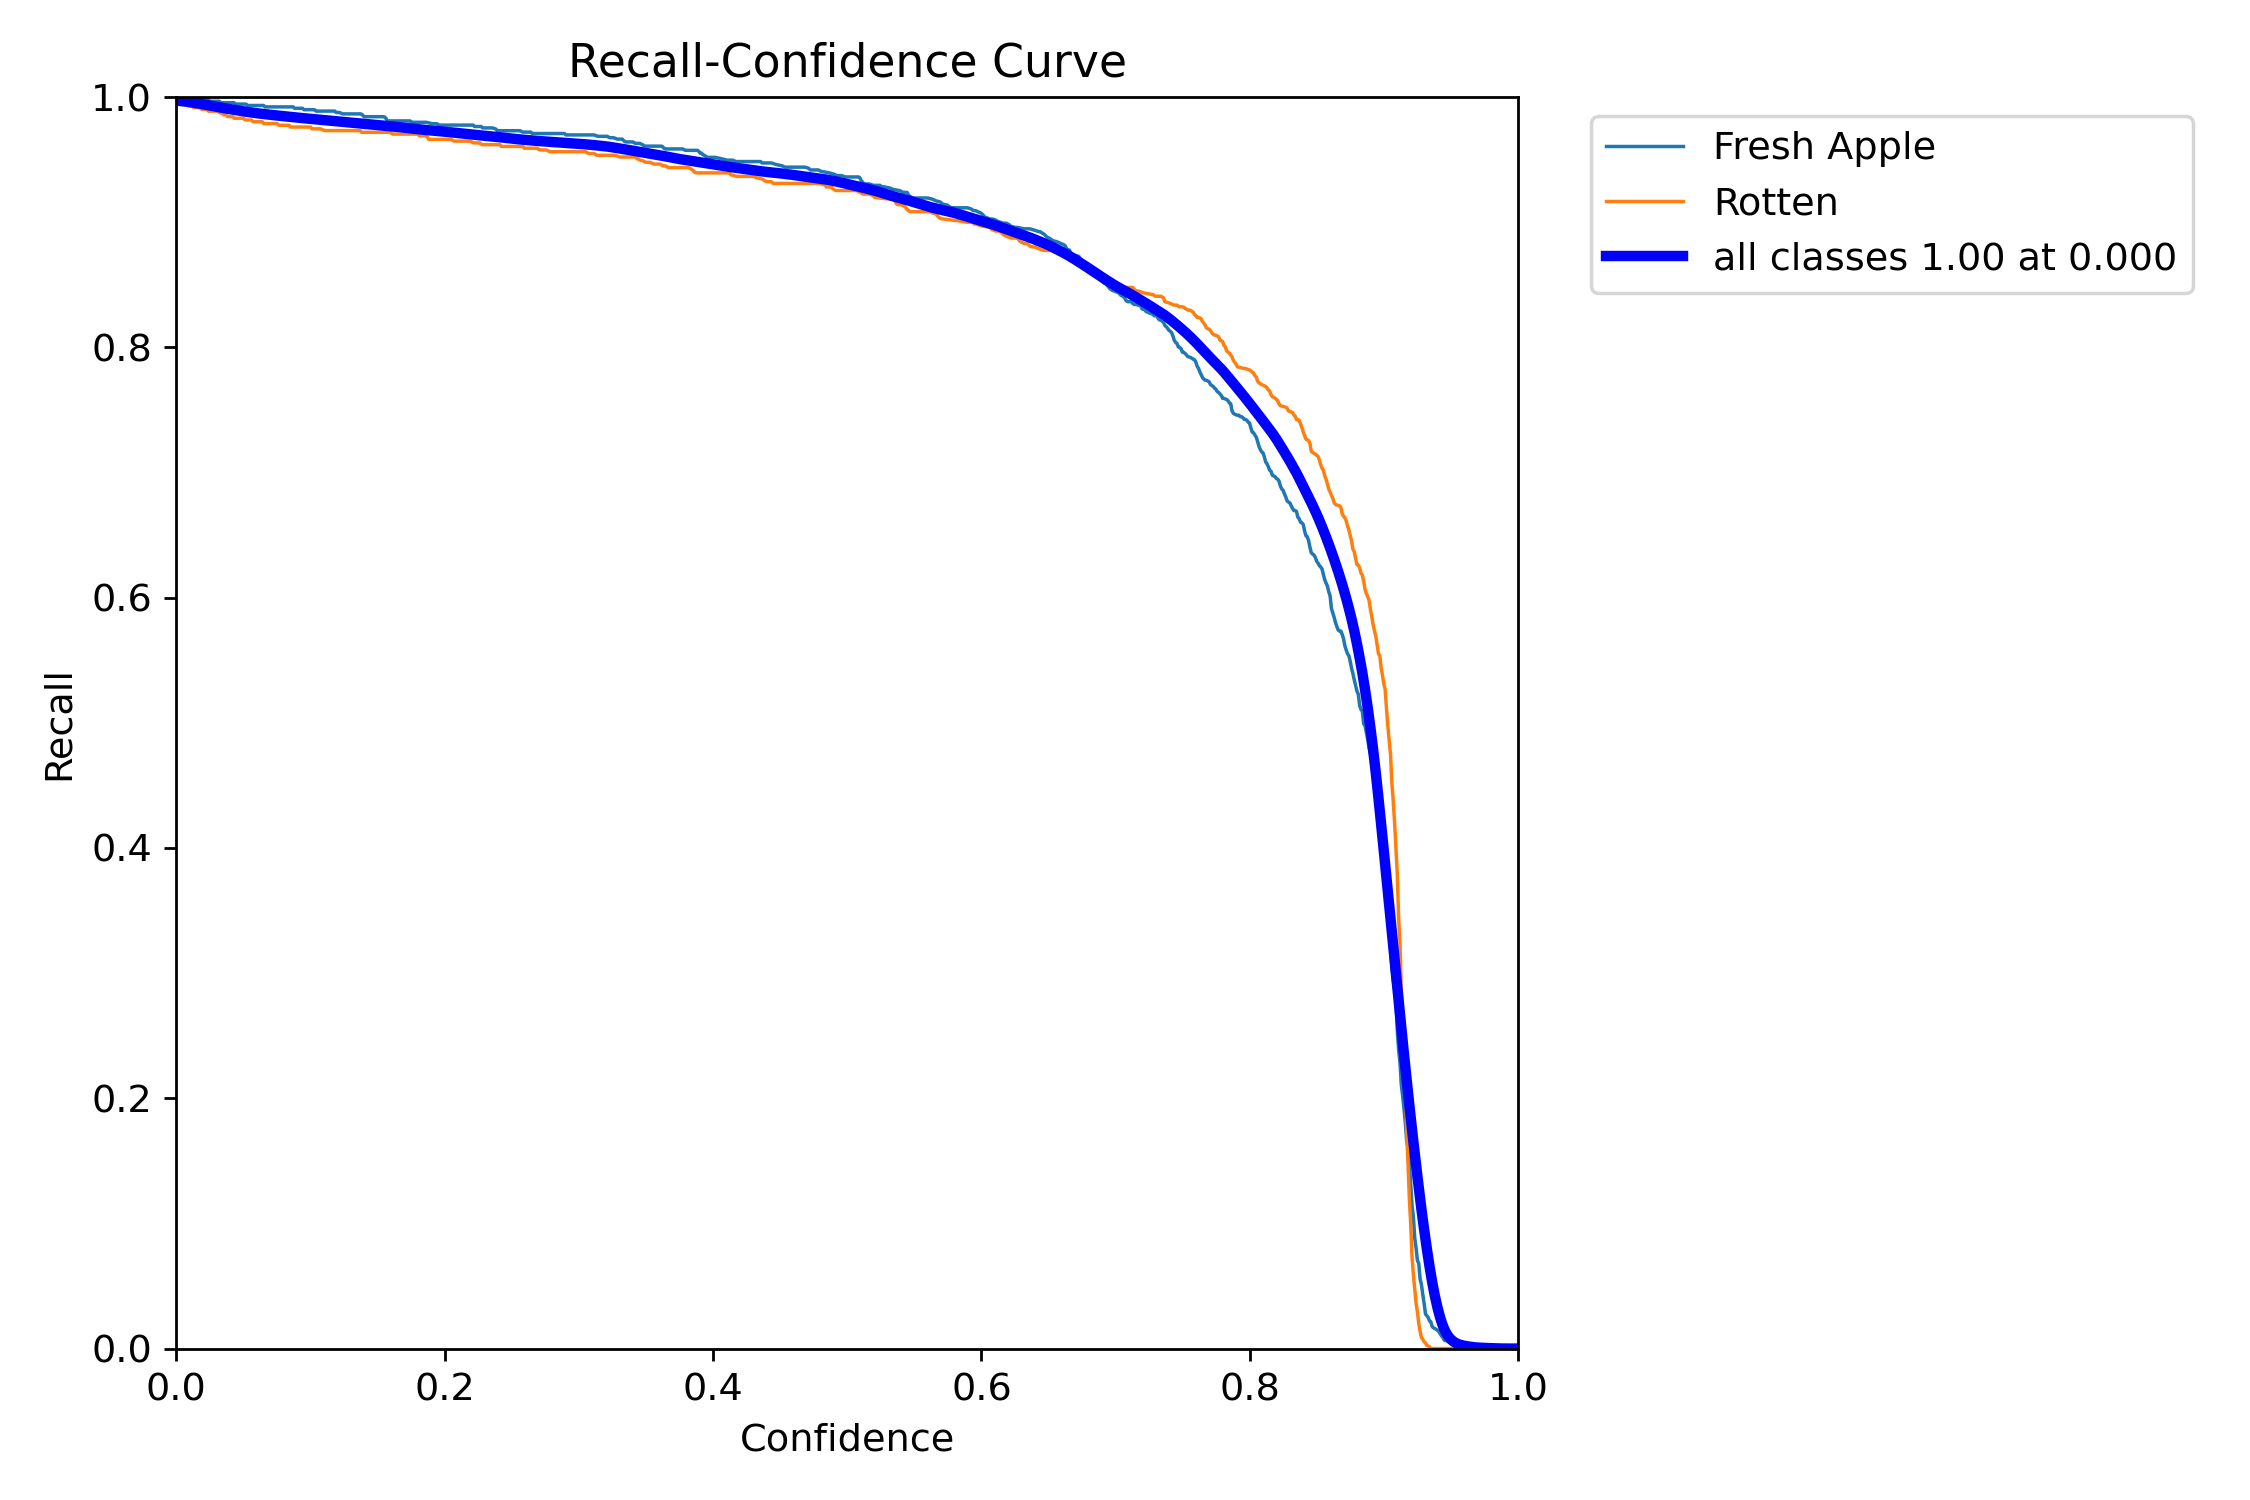 Recall-Confidence Curve
1.0
0.8
0.6
0.4
0.2
0.0
Recall
0.0 0.2 0.4 0.6 0.8 1.0
Confidence
Fresh Apple
Rotten
all classes 1.00 at 0.000